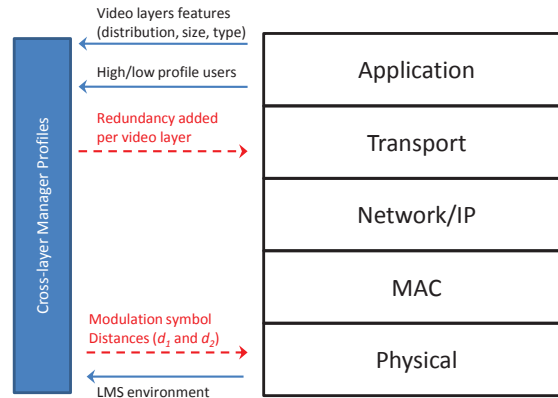 Video layers features
(distribution, size, type)
High/low profile users
Redundancy added
per video layer
Modulation symbol
Distances (d1 and d2)
LMS environment
Cross-layer Manager Profiles
Application
Transport
Network/IP
MAC
Physical